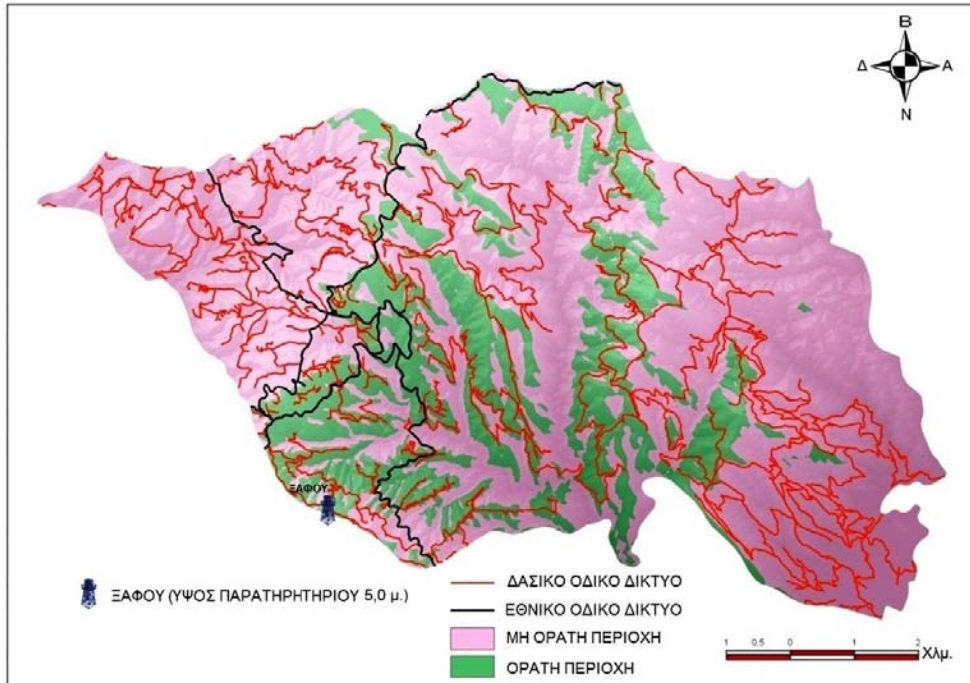 Β
Δ Α
Ν
ΞΑΦΟΥ
ΞΑΦΟΥ (ΥΨΟΣ ΠΑΡΑΤΗΡΗΤΗΡΙΟΥ 5,0 μ.)
ΔΑΣΙΚΟ ΟΔΙΚΟ ΔΙΚΤΥΟ
ΕΘΝΙΚΟ ΟΔΙΚΟ ΔΙΚΤΥΟ
ΜΗ ΟΡΑΤΗ ΠΕΡΙΟΧΗ
ΟΡΑΤΗ ΠΕΡΙΟΧΗ
1 0.5 0 1 2
Χλμ.